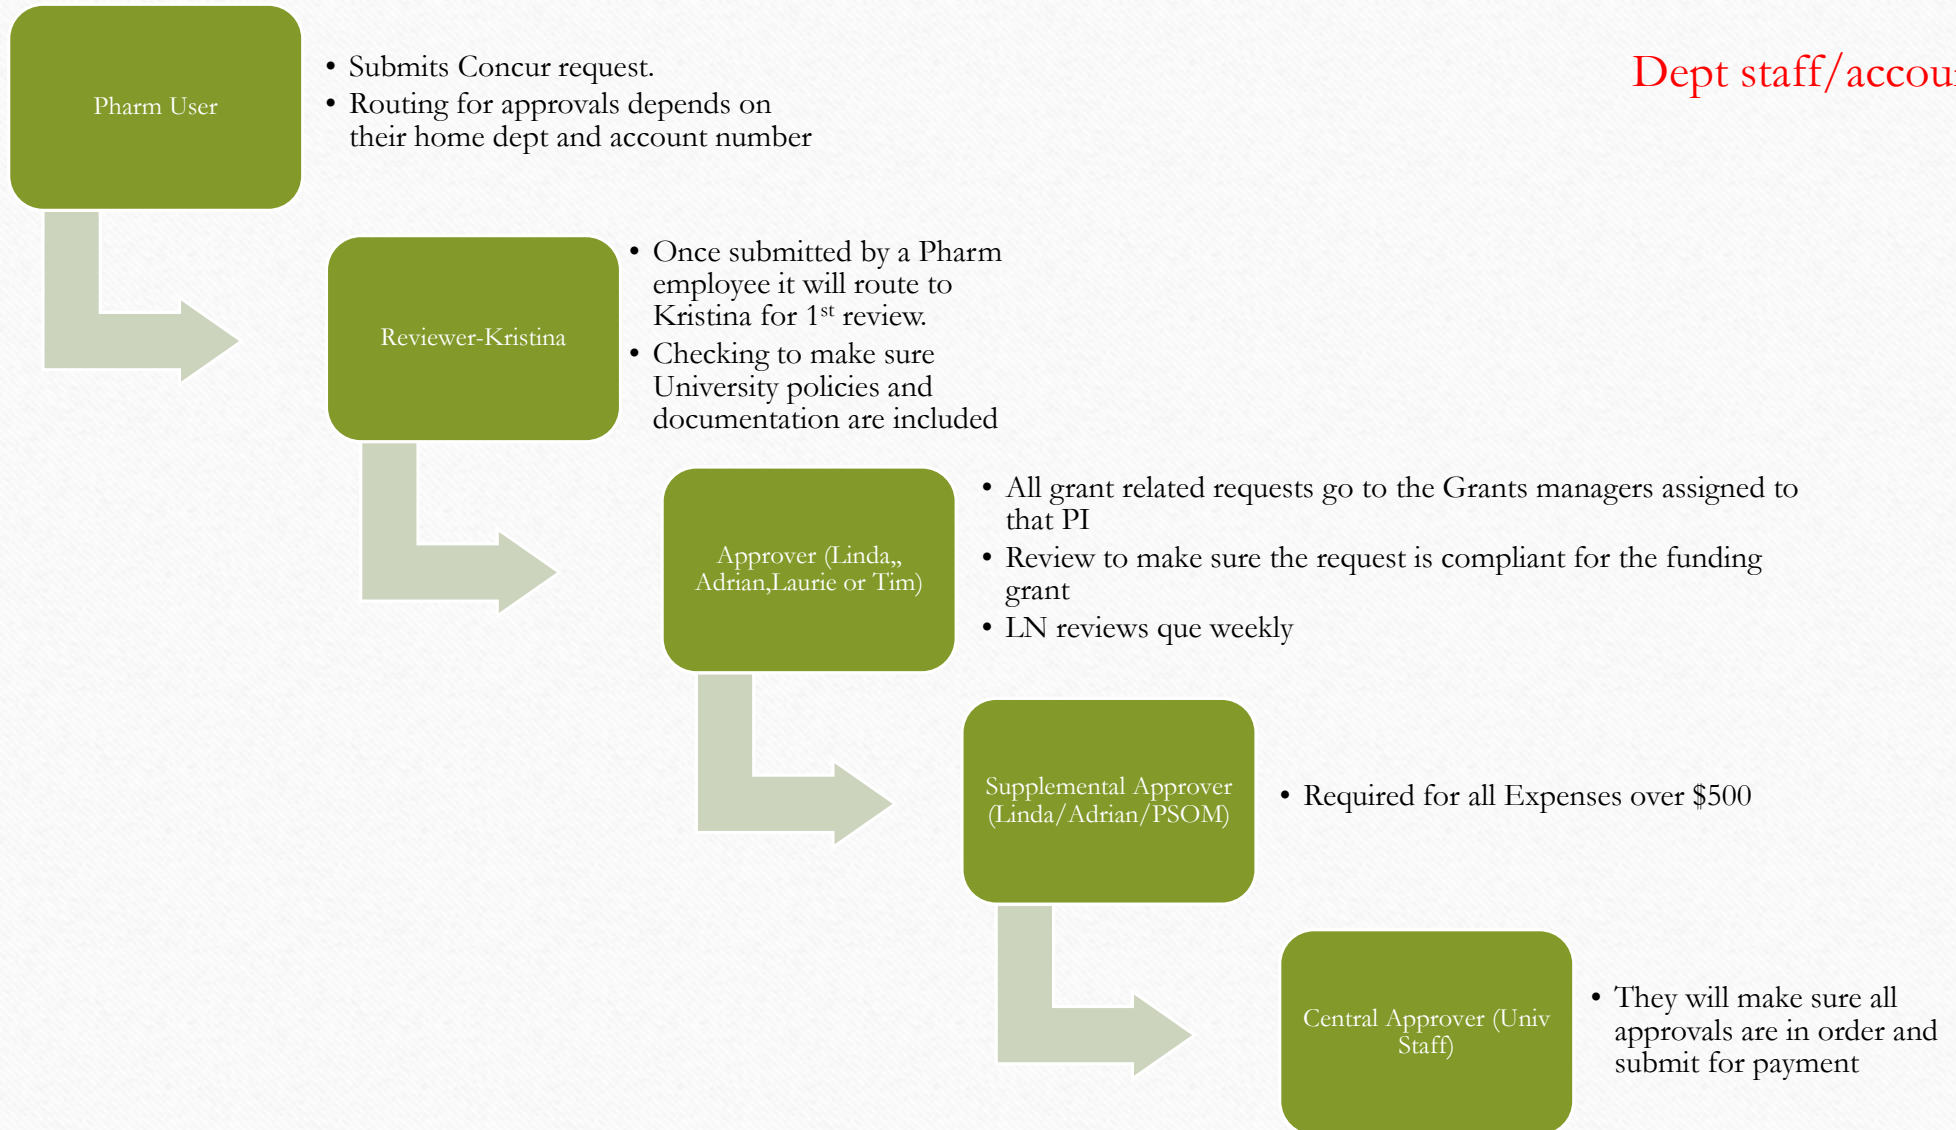 Dept staff/accou
Pharm User
• Submits Concur request.
• Routing for approvals depends on
their home dept and account number
Reviewer-Kristina
• Once submitted by a Pharm
employee it will route to
Kristina for 1st review.
• Checking to make sure
University policies and
documentation are included
Approver (Linda,,
Adrian,Laurie or Tim)
• All grant related requests go to the Grants managers assigned to
that PI
• Review to make sure the request is compliant for the funding
grant
• LN reviews que weekly
Supplemental Approver
(Linda/Adrian/PSOM)
• Required for all Expenses over $500
Central Approver (Univ
Staff)
• They will make sure all
approvals are in order and
submit for payment